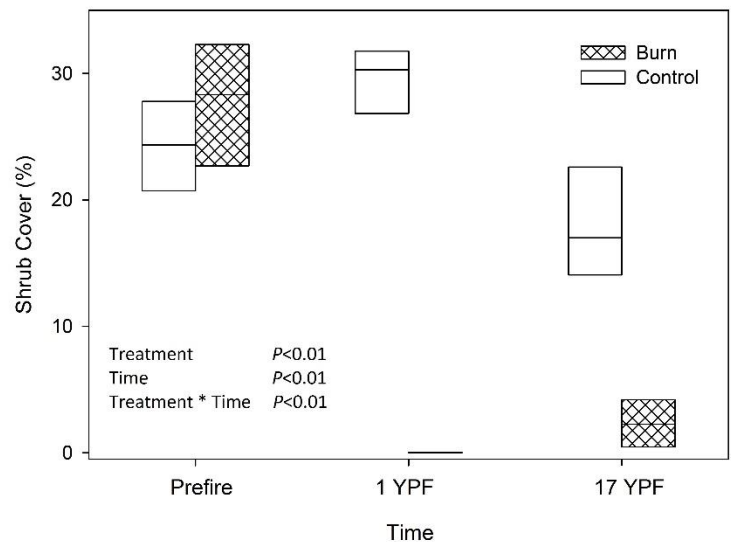 Burn
Control
30
20
10
0
Shrub Cover (%)
Treatment P<0.01
Time P<0.01
Treatment * Time P<0.01
Prefire 1 YPF 17 YPF
Time